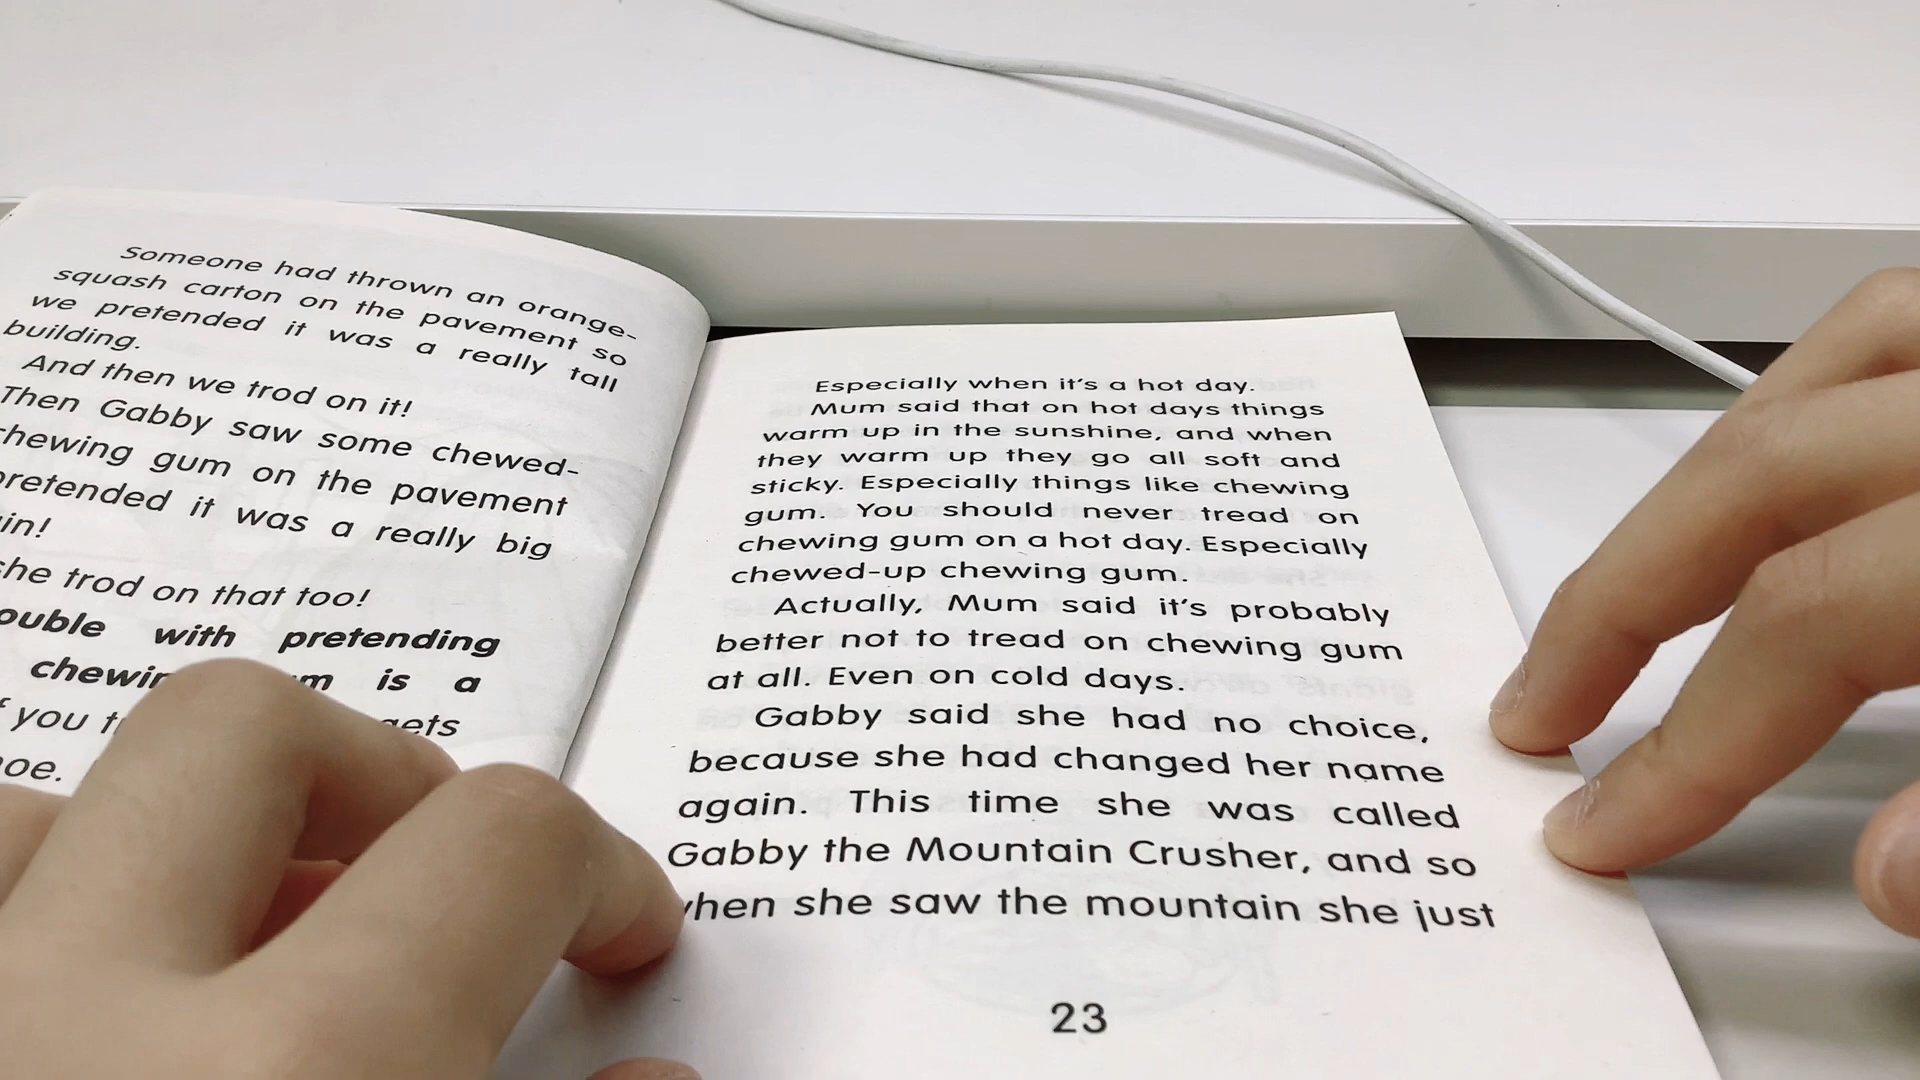 Someone had thrown an orange-
squash carton on the pavement so
we pretended it was a really tall
building.
And then we trod on it!
Then Gabby saw some chewed-
chewing gum on the pavement
pretended it was a really big
she trod on that too!
with pretending
is a
you
Especially when it's a hot day.
Mum said that on hot days things
warm up in the sunshine, and when
they warm up they go all soft and
sticky. Especially things like chewing
gum. You should never tread on
chewing gum on a hot day. Especially
chewed-up chewing gum.
Actually, Mum said it's probably
better not to tread on chewing gum
at all. Even on cold days.
Gabby said she had no choice,
because she had changed her name
again. This time she was called
Gabby the Mountain Crusher, and so
when she saw the mountain she just
23